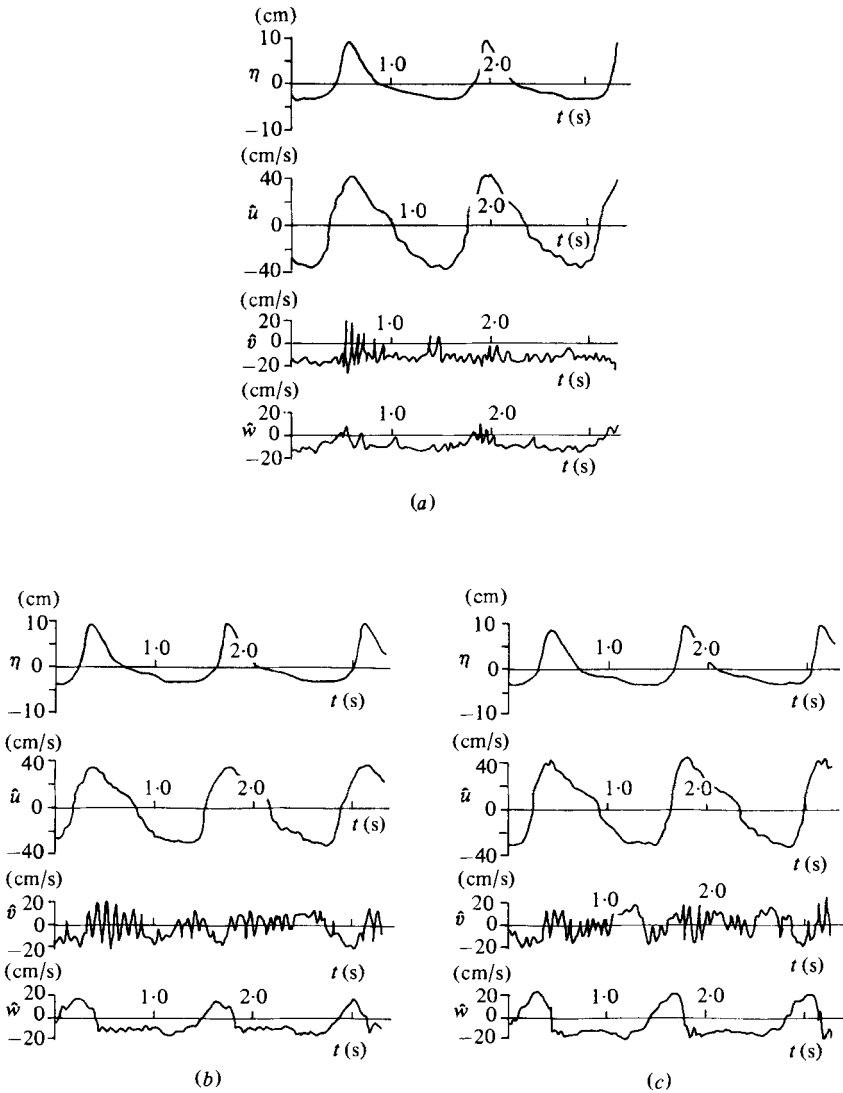 (cm)
10
η 0
1·0
2·0
t (s)
−10
(cm/s)
40
û 0
1·0
2·0
t (s)
−40
(cm/s)
20
1·0
2·0
v̂ 0
−20
t (s)
(cm/s)
20
1·0
2·0
ŵ 0
−20
t (s)
(a)
(cm)
10
η 0
1·0
2·0
t (s)
−10
(cm/s)
40
û 0
1·0
2·0
t (s)
−40
(cm/s)
20
v̂ 0
−20
t (s)
(cm/s)
20
1·0
2·0
ŵ 0
−20
t (s)
(b)
(cm)
10
η 0
1·0
2·0
t (s)
−10
(cm/s)
40
û 0
1·0
2·0
t (s)
−40
(cm/s)
20
1·0
2·0
v̂ 0
−20
t (s)
(cm/s)
20
1·0
2·0
ŵ 0
−20
t (s)
(c)